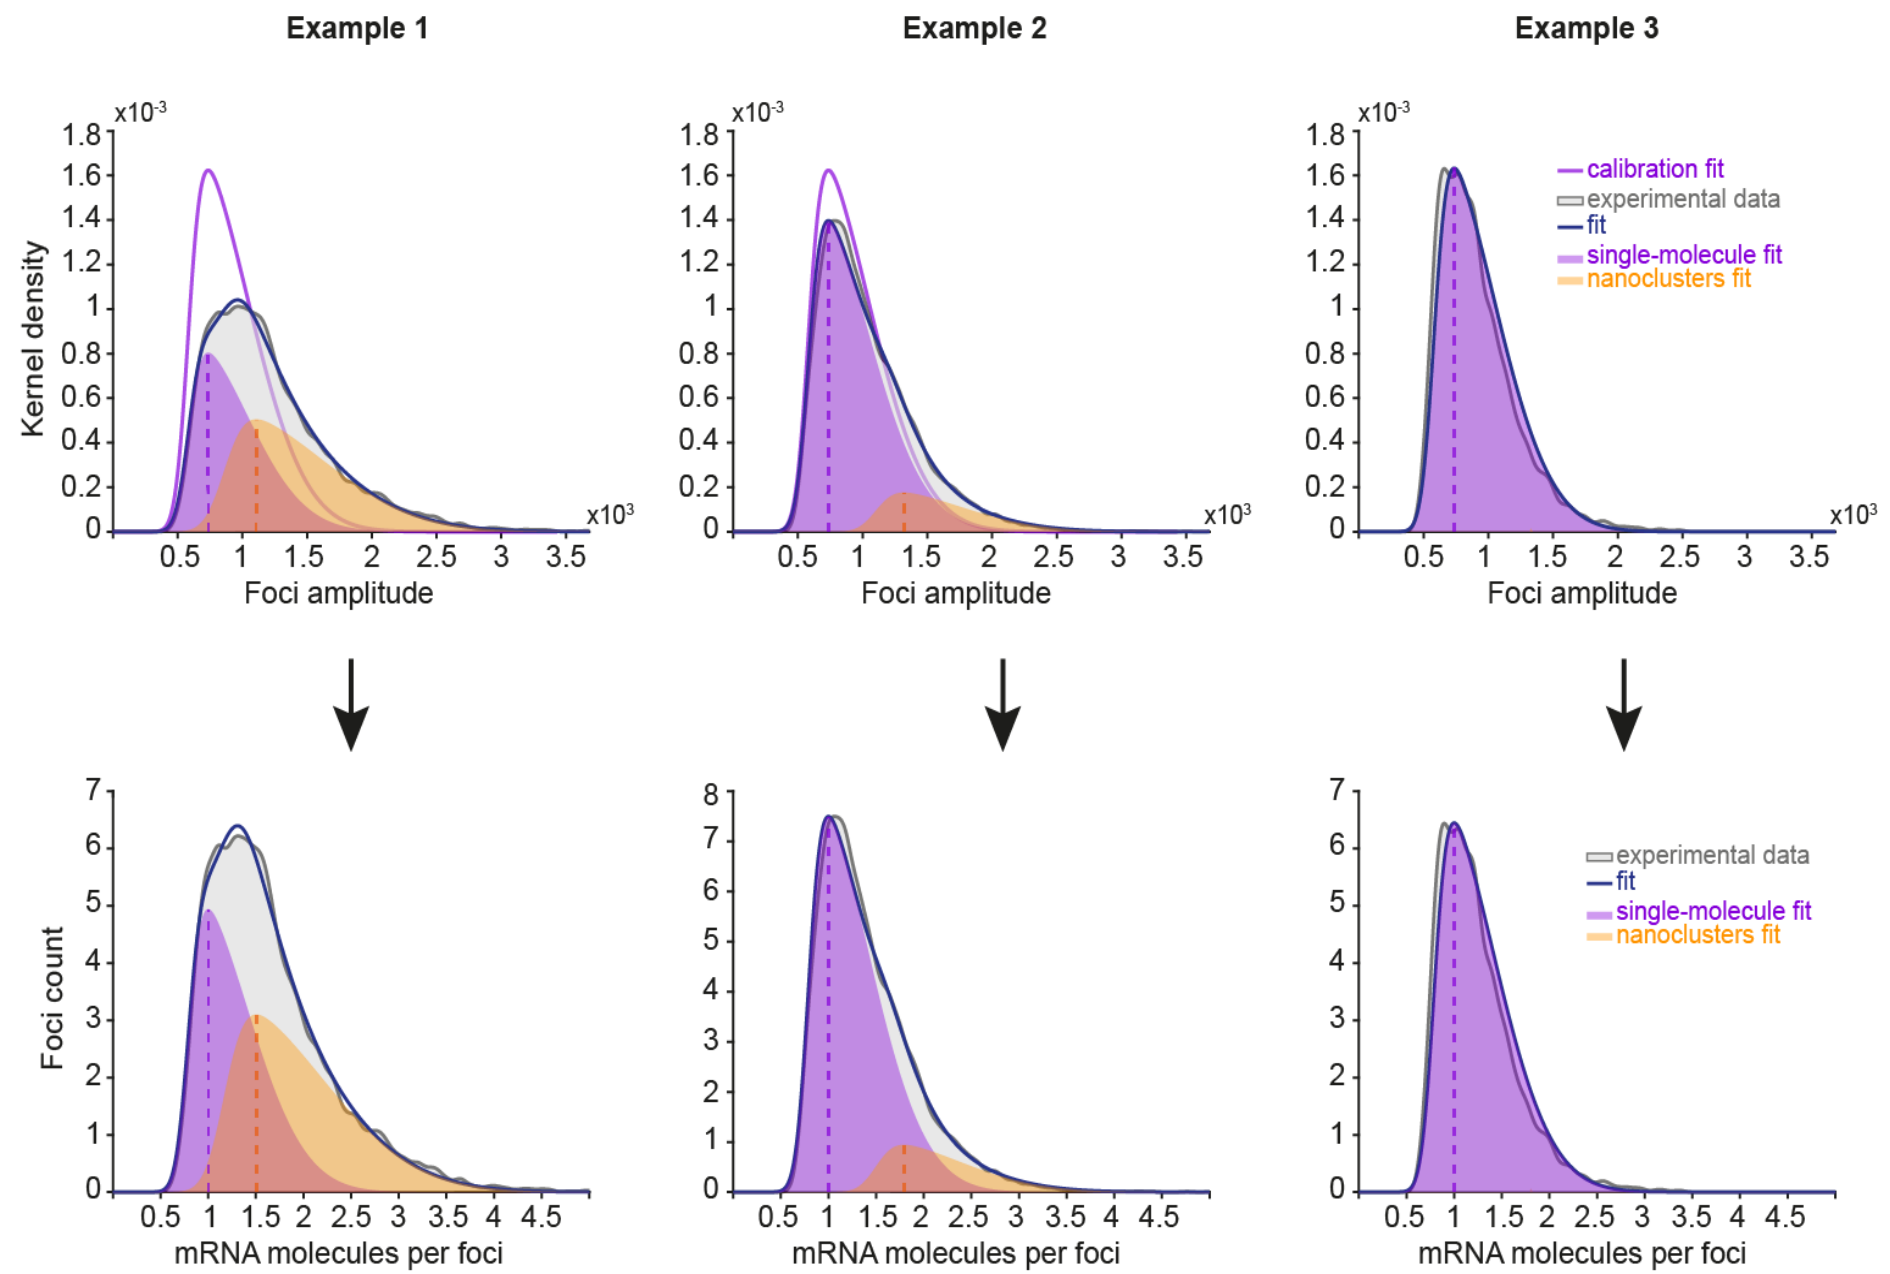 Example 1
Example 2
Example 3
x10-3
x10-3
x10-3
1.8
1.6
1.4
1.2
1
0.8
0.6
0.4
0.2
0
Kernel density
x103
0.5 1 1.5 2 2.5 3 3.5
Foci amplitude
1.8
1.6
1.4
1.2
1
0.8
0.6
0.4
0.2
0
x103
0.5 1 1.5 2 2.5 3 3.5
Foci amplitude
1.8
1.6
1.4
1.2
1
0.8
0.6
0.4
0.2
0
calibration fit
experimental data
fit
single-molecule fit
nanoclusters fit
x103
0.5 1 1.5 2 2.5 3 3.5
Foci amplitude
7
6
5
4
3
2
1
0
Foci count
0.5 1 1.5 2 2.5 3 3.5 4 4.5
mRNA molecules per foci
8
7
6
5
4
3
2
1
0
0.5 1 1.5 2 2.5 3 3.5 4 4.5
mRNA molecules per foci
7
6
5
4
3
2
1
0
experimental data
fit
single-molecule fit
nanoclusters fit
0.5 1 1.5 2 2.5 3 3.5 4 4.5
mRNA molecules per foci